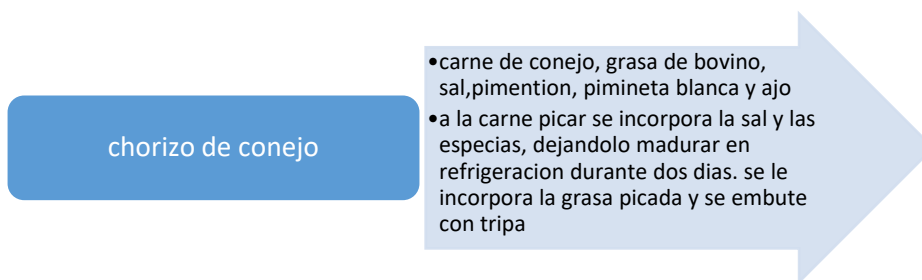 chorizo de conejo
•carne de conejo, grasa de bovino,
sal,pimention, pimineta blanca y ajo
•a la carne picar se incorpora la sal y las
especias, dejandolo madurar en
refrigeracion durante dos dias. se le
incorpora la grasa picada y se embute
con tripa